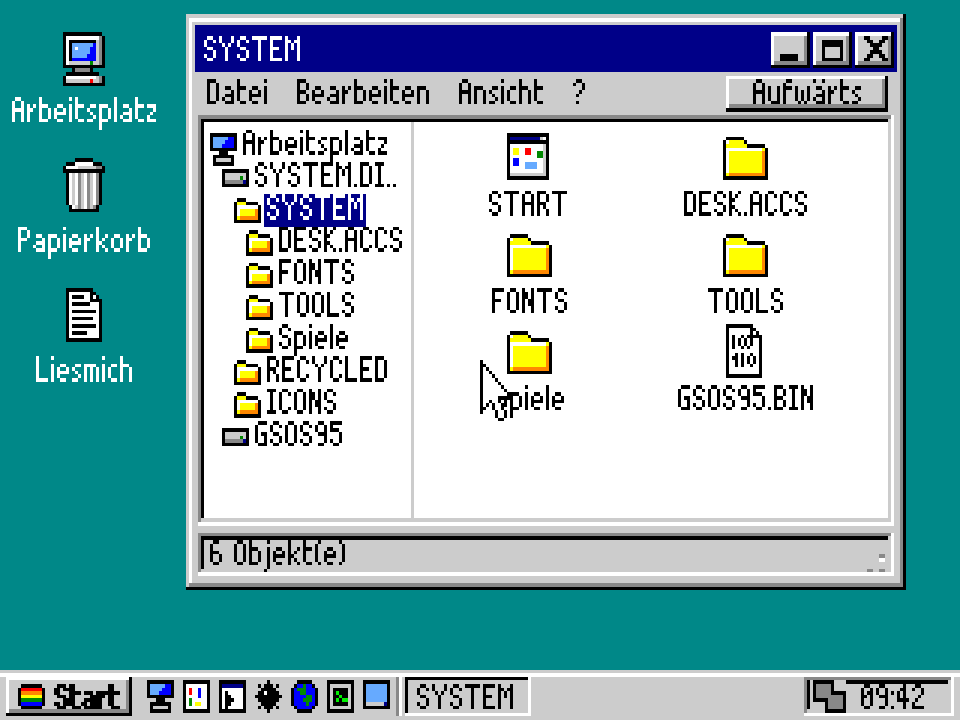 Arbeitsplatz
Papierkorb
Liesmich
SYSTEM
Datei Bearbeiten Ansicht ? Aufwärts
Arbeitsplatz
SYSTEM.DI..
SYSTEM
DESK.ACCS
FONTS
TOOLS
Spiele
RECYCLED
ICONS
GSOS95
START DESK.ACCS
FONTS TOOLS
Spiele GSOS95.BIN
6 Objekt(e)
Start SYSTEM 09:42